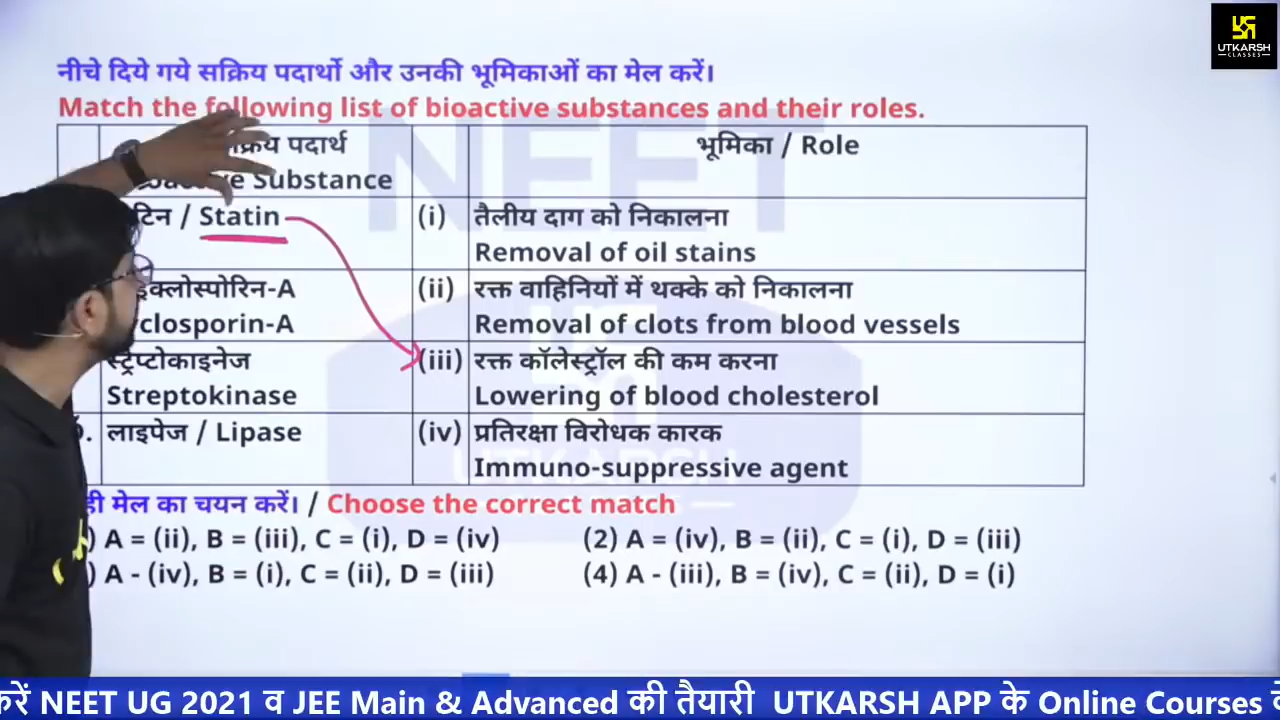 UTKARSH
CLASSES
नीचे दिये गये सक्रिय पदार्थो और उनकी भूमिकाओं का मेल करें।
Match the following list of bioactive substances and their roles.
पदार्थ भूमिका / Role
Substance
/ Statin (i) तैलीय दाग को निकालना
Removal of oil stains
(ii) रक्त वाहिनियों में थक्के को निकालना
Removal of clots from blood vessels
स्ट्रेप्टोकाइनेज (iii) रक्त कॉलेस्ट्रॉल की कम करना
Streptokinase Lowering of blood cholesterol
लाइपेज / Lipase (iv) प्रतिरक्षा विरोधक कारक
Immuno-suppressive agent
मेल का चयन करें। / Choose the correct match
A = (ii), B = (iii), C = (i), D = (iv) (2) A = (iv), B = (ii), C = (i), D = (iii)
A - (iv), B = (i), C = (ii), D = (iii) (4) A - (iii), B = (iv), C = (ii), D = (i)
NEET
UTKARSH
करें NEET UG 2021 व JEE Main & Advanced की तैयारी UTKARSH APP के Online Courses